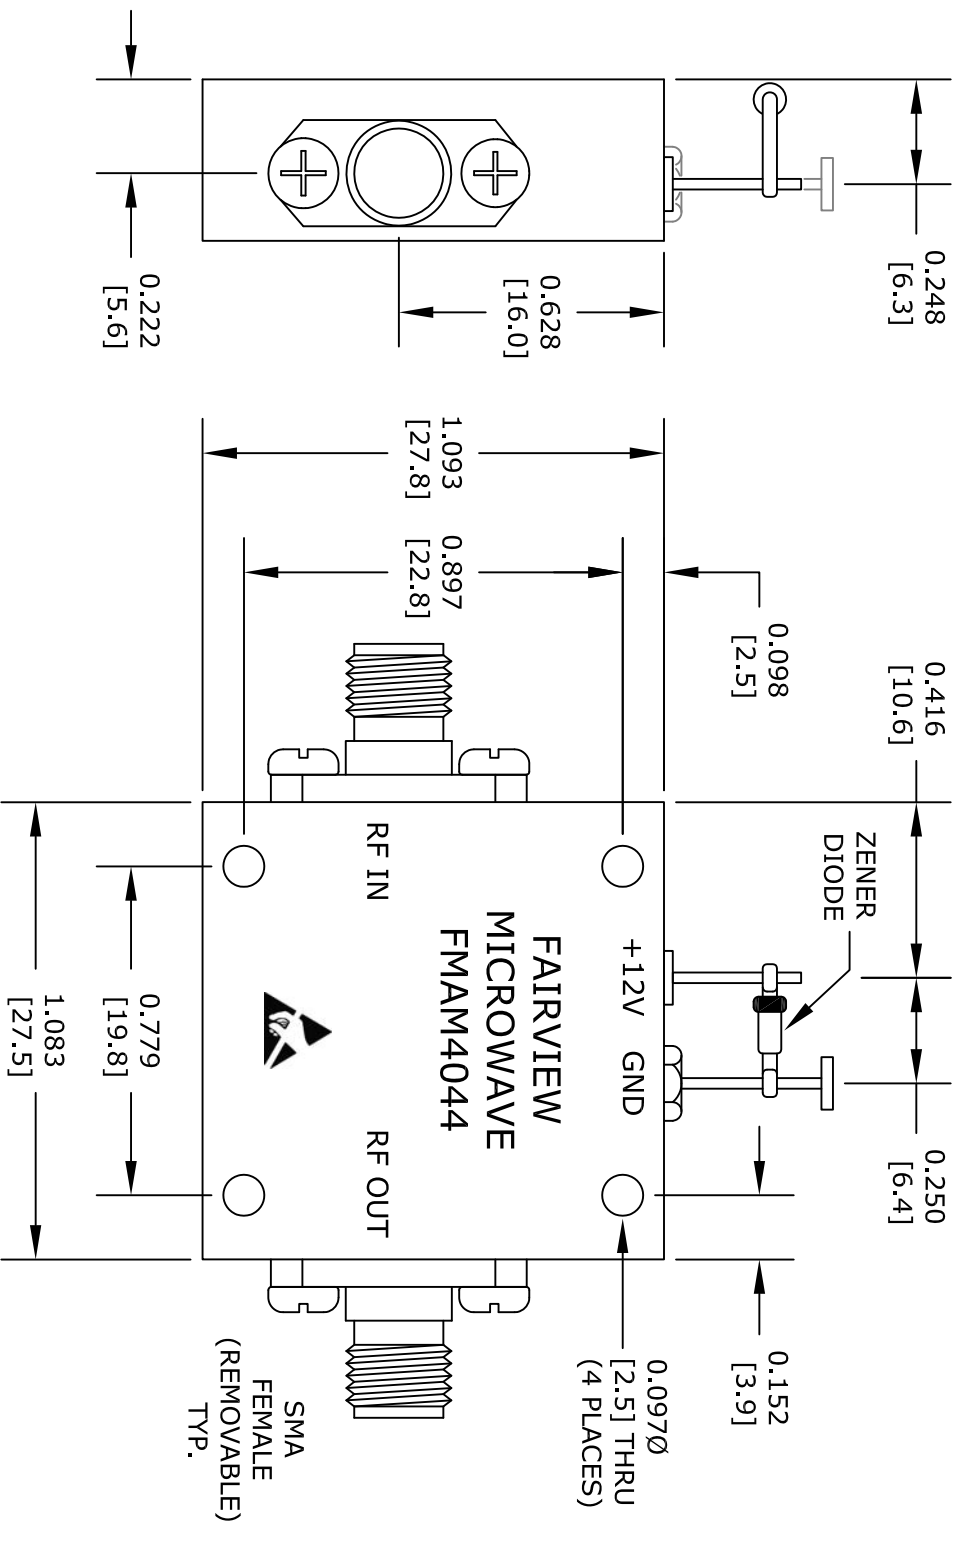 0.248
[6.3]
0.628
[16.0]
0.222
[5.6]
0.416
[10.6]
0.250
[6.4]
0.098
[2.5]
0.152
[3.9]
ZENER
DIODE
1.093
[27.8]
0.897
[22.8]
+12V GND
FAIRVIEW
MICROWAVE
FMAM4044
RF IN RF OUT
0.097Ø
[2.5] THRU
(4 PLACES)
SMA
FEMALE
(REMOVABLE)
TYP.
0.779
[19.8]
1.083
[27.5]